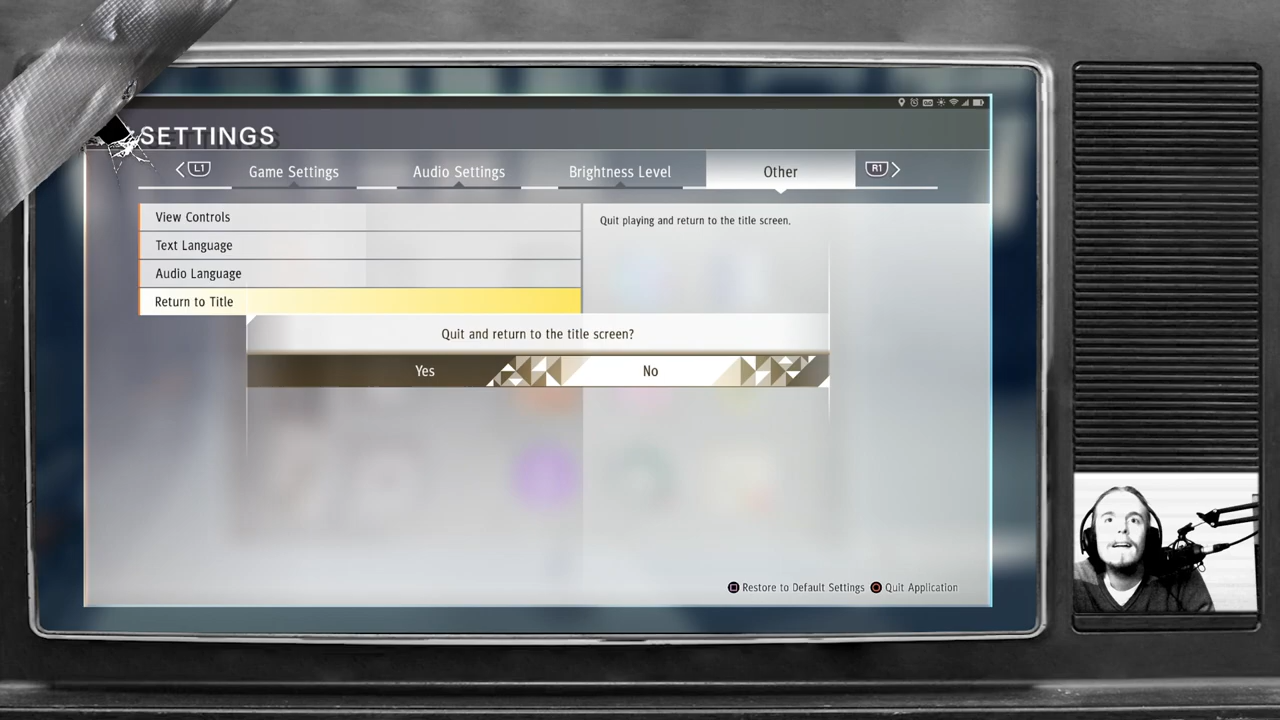 SETTINGS
L1
Game Settings
Audio Settings
Brightness Level
Other
R1
View Controls
Text Language
Audio Language
Return to Title
Quit playing and return to the title screen.
Quit and return to the title screen?
Yes
No
Restore to Default Settings
Quit Application